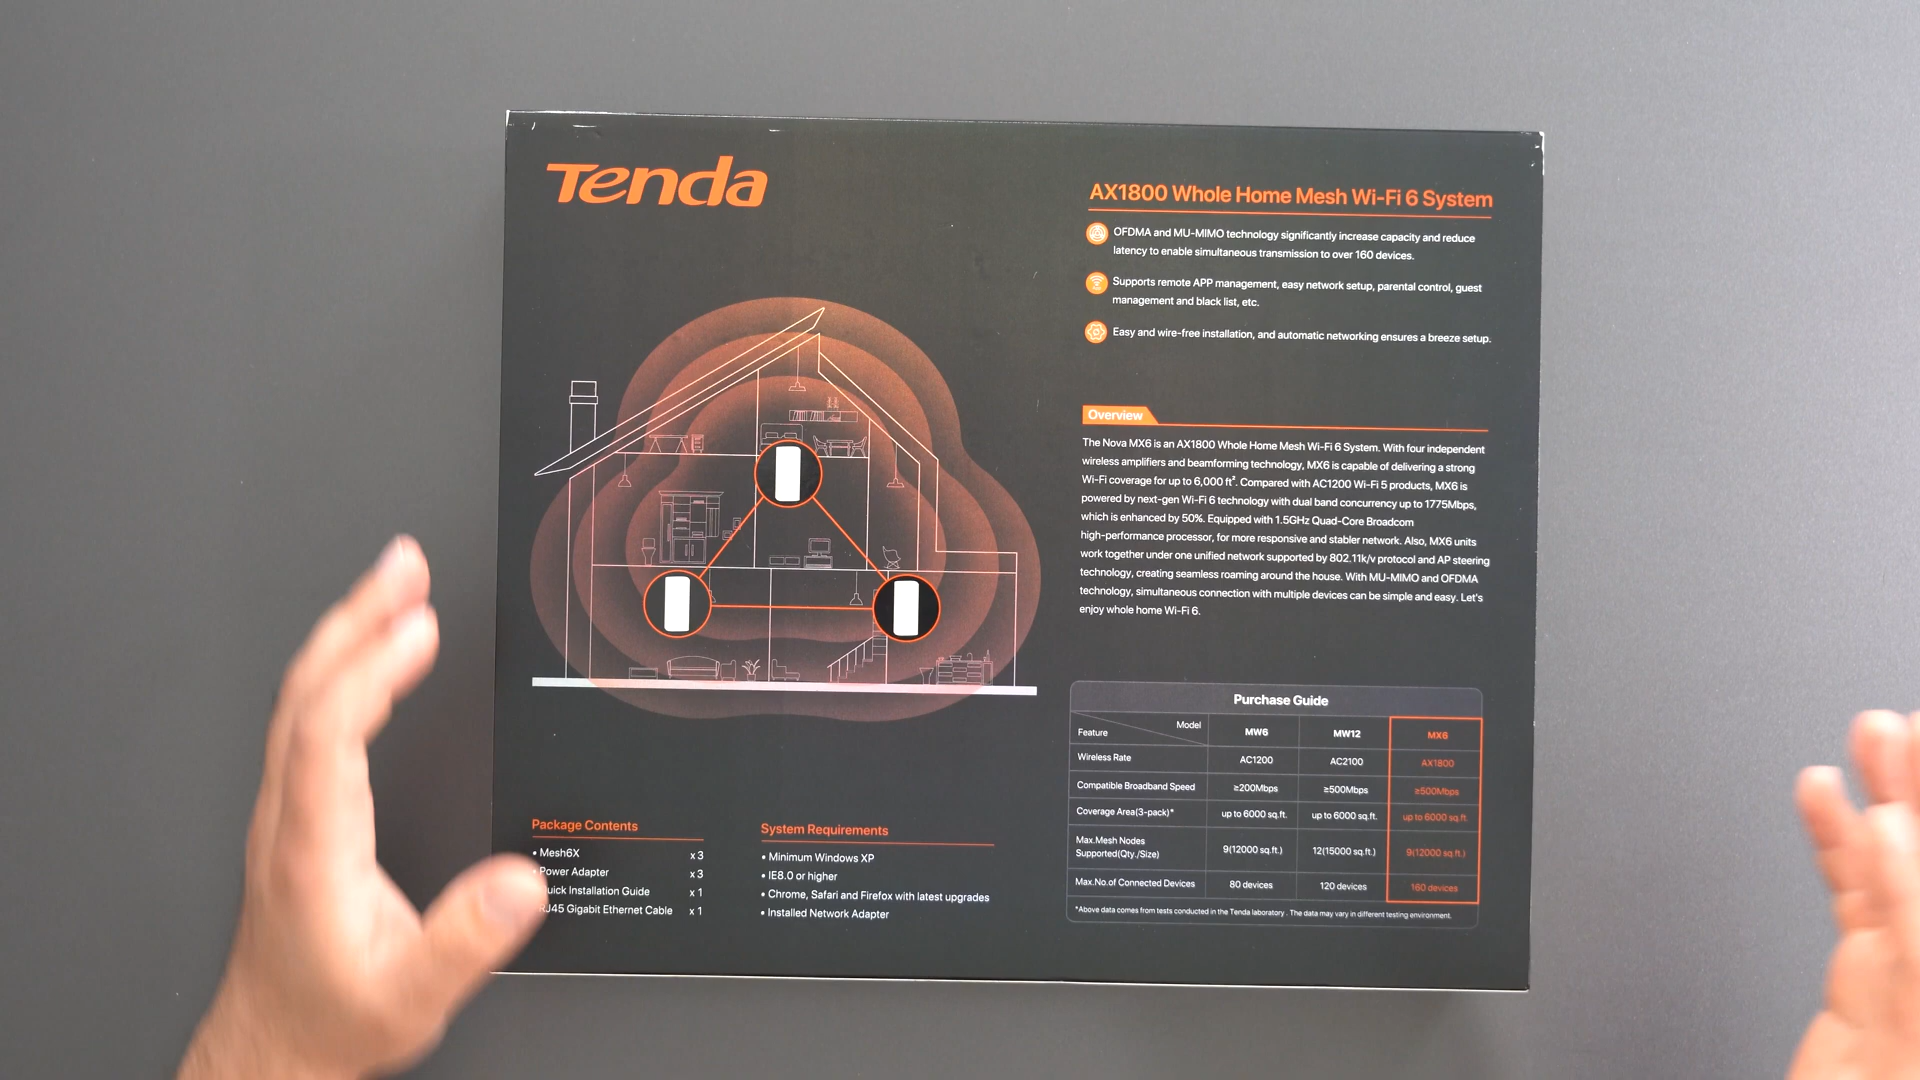 Tenda
AX1800 Whole Home Mesh Wi-Fi 6 System
OFDMA and MU-MIMO technology significantly increase capacity and reduce
latency to enable simultaneous transmission to over 160 devices.
Supports remote APP management, easy network setup, parental control, guest
management and black list, etc.
Easy and wire-free installation, and automatic networking ensures a breeze setup.
Overview
The Nova MX6 is an AX1800 Whole Home Mesh Wi-Fi 6 System. With four independent
wireless amplifiers and beamforming technology, MX6 is capable of delivering a strong
Wi-Fi coverage for up to 6,000 ft². Compared with AC1200 Wi-Fi 5 products, MX6 is
powered by next-gen Wi-Fi 6 technology with dual band concurrency up to 1775Mbps,
which is enhanced by 50%. Equipped with 1.5GHz Quad-Core Broadcom
high-performance processor, for more responsive and stabler network. Also, MX6 units
work together under one unified network supported by 802.11k/v protocol and AP steering
technology, creating seamless roaming around the house. With MU-MIMO and OFDMA
technology, simultaneous connection with multiple devices can be simple and easy. Let's
enjoy whole home Wi-Fi 6.
Purchase Guide
Feature Model MW6 MW12 MX6
Wireless Rate AC1200 AC2100 AX1800
Compatible Broadband Speed ≥200Mbps ≥500Mbps ≥500Mbps
Coverage Area(3-pack)* up to 6000 sq.ft. up to 6000 sq.ft. up to 6000 sq.ft.
Max.Mesh Nodes
Supported(Qty./Size) 9(12000 sq.ft.) 12(15000 sq.ft.) 9(12000 sq.ft.)
Max.No.of Connected Devices 80 devices 120 devices 160 devices
*Above data comes from tests conducted in the Tenda laboratory . The data may vary in different testing environment.
Package Contents
• Mesh6X x 3
• Power Adapter x 3
uick Installation Guide x 1
RJ45 Gigabit Ethernet Cable x 1
System Requirements
• Minimum Windows XP
• IE8.0 or higher
• Chrome, Safari and Firefox with latest upgrades
• Installed Network Adapter